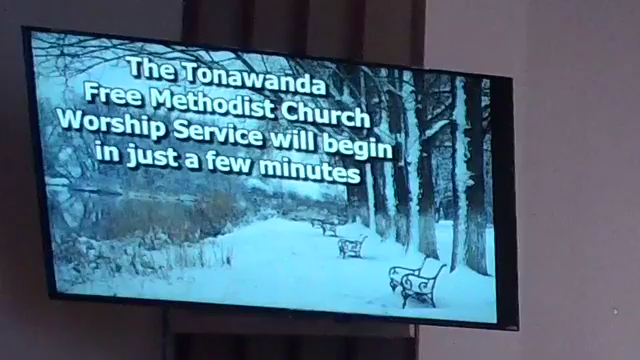 The Tonawanda
Free Methodist Church
Worship Service will begin
in just a few minutes